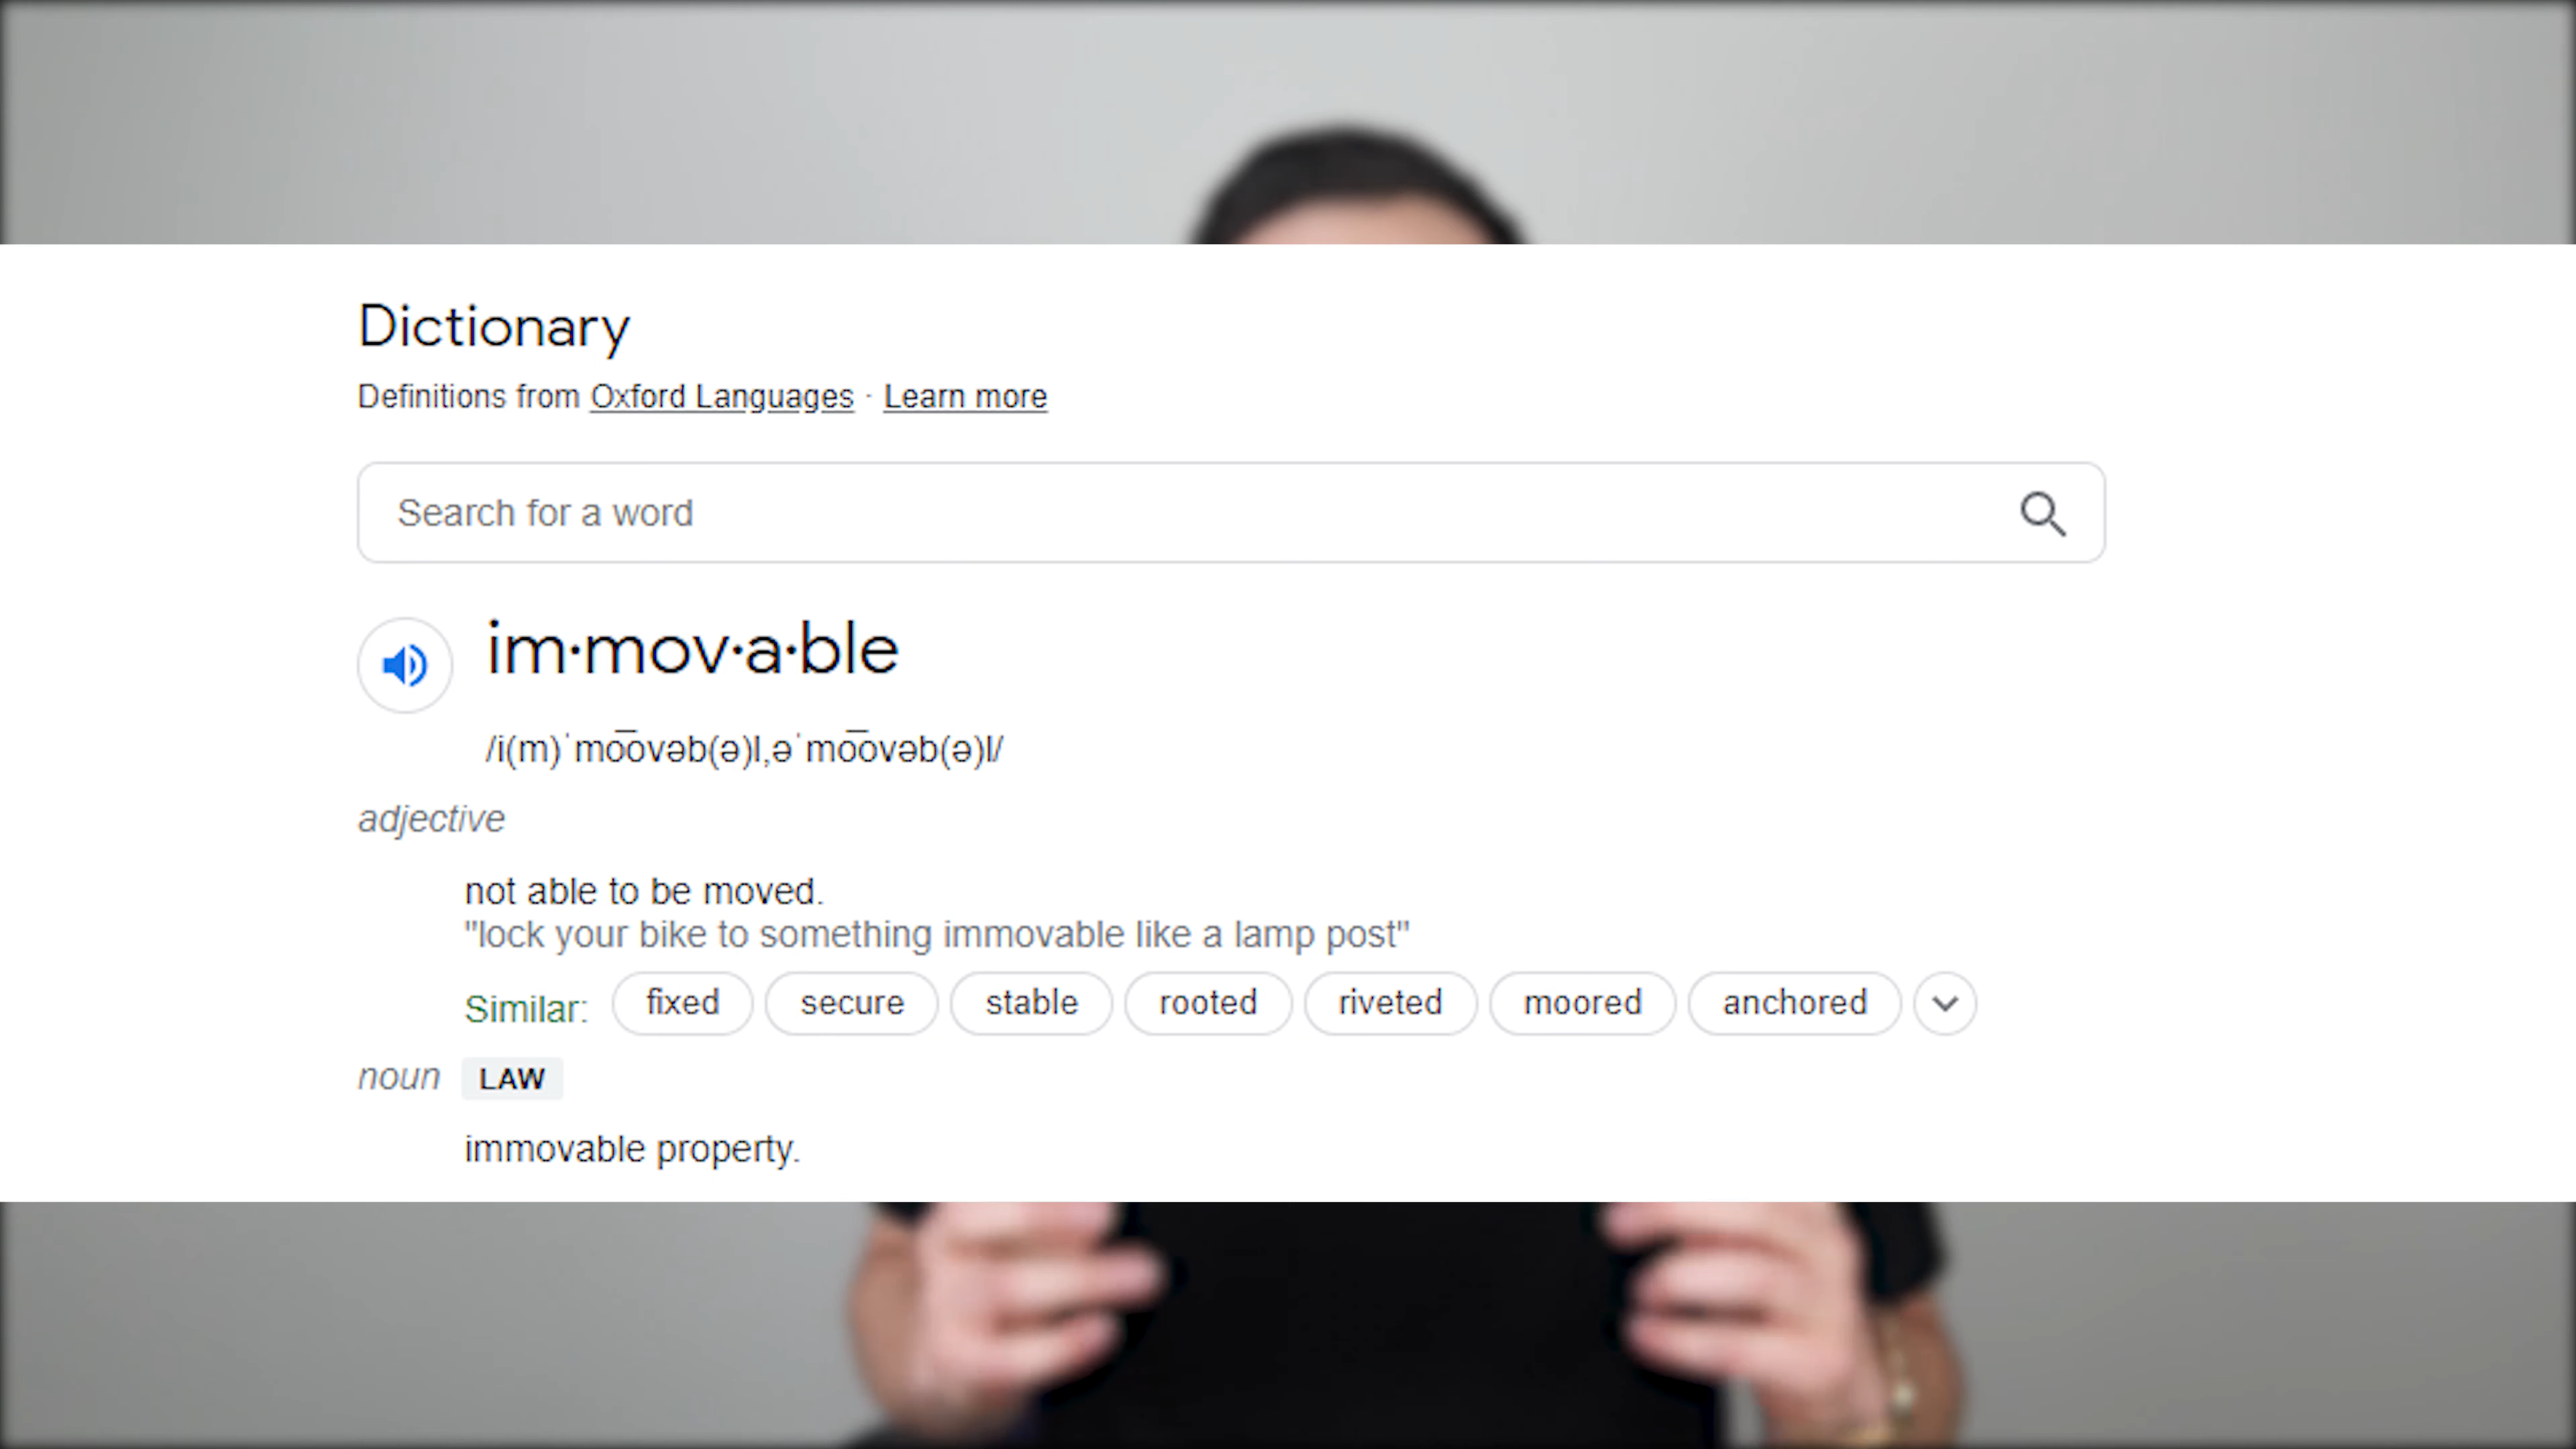 Dictionary
Definitions from Oxford Languages · Learn more
Search for a word
im·mov·a·ble
/i(m)ˈmo͞ovəb(ə)l,əˈmo͞ovəb(ə)l/
adjective
not able to be moved.
"lock your bike to something immovable like a lamp post"
Similar: fixed secure stable rooted riveted moored anchored
noun LAW
immovable property.